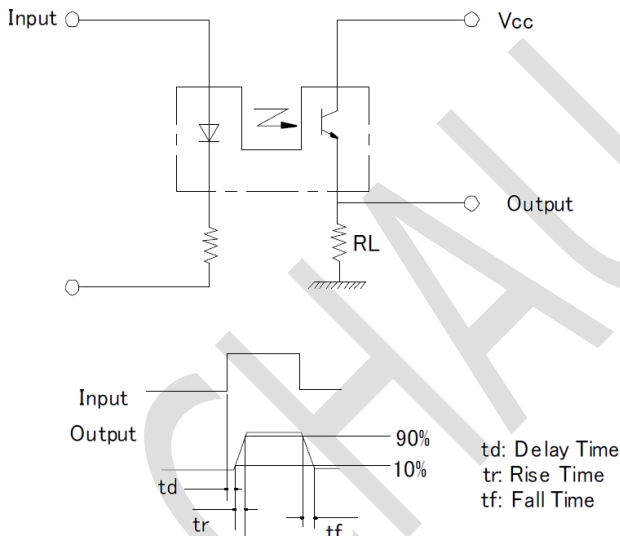 Input
Vcc
Output
RL
Input
Output
90%
10%
td
tr
tf
td: Delay Time
tr: Rise Time
tf: Fall Time